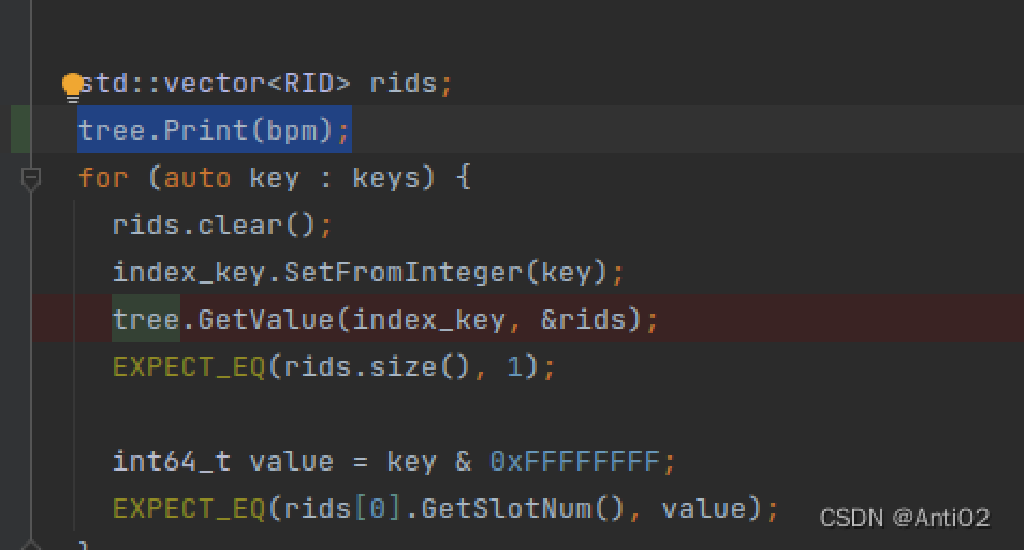 std::vector<RID> rids;
tree.Print(bpm);
for (auto key : keys) {
rids.clear();
index_key.SetFromInteger(key);
tree.GetValue(index_key, &rids);
EXPECT_EQ(rids.size(), 1);
int64_t value = key & 0xFFFFFFFF;
EXPECT_EQ(rids[0].GetSlotNum(), value);
CSDN @Anti02
}